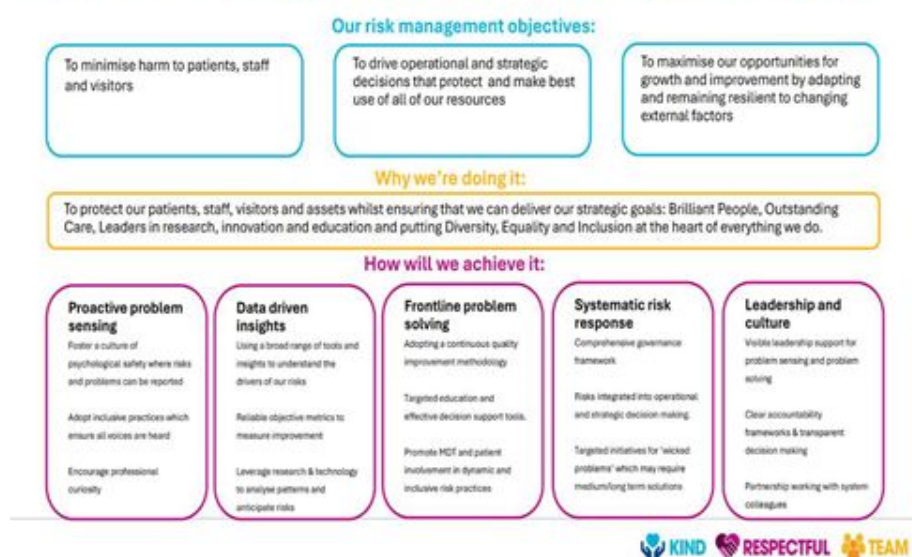 Our risk management objectives:
To minimise harm to patients, staff
and visitors
To drive operational and strategic
decisions that protect and make best
use of all of our resources
To maximise our opportunities for
growth and improvement by adapting
and remaining resilient to changing
external factors
Why we're doing it:
To protect our patients, staff, visitors and assets whilst ensuring that we can deliver our strategic goals: Brilliant People, Outstanding
Care, Leaders in research, innovation and education and putting Diversity, Equality and Inclusion at the heart of everything we do.
How will we achieve it:
Proactive problem
sensing
Foster a culture of
psychological safety where risks
and problems can be reported
Adopt inclusive practices which
ensure all voices are heard
Encourage professional
curiosity
Data driven
insights
Using a broad range of tools and
insights to understand the
drivers of our risks
Reliable objective metrics to
measure improvement
Leverage research & technology
to analyse patterns and
anticipate risks
Frontline problem
solving
Adopting a continuous quality
improvement methodology
Targeted education and
effective decision support tools.
Promote MDT and patient
involvement in dynamic and
inclusive risk practices
Systematic risk
response
Comprehensive governance
framework
Risks integrated into operational
and strategic decision making.
Targeted initiatives for 'wicked
problems' which may require
medium/long term solutions
Leadership and
culture
Visible leadership support for
problem sensing and problem
solving
Clear accountability
frameworks & transparent
decision making
Partnership working with system
colleagues
KIND RESPECTFUL TEAM